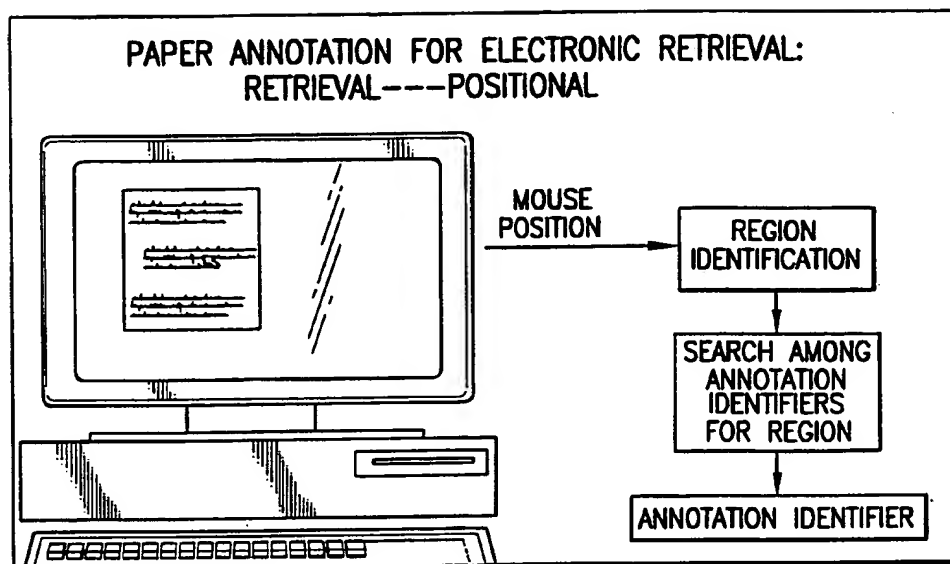 PAPER ANNOTATION FOR ELECTRONIC RETRIEVAL:
RETRIEVAL---POSITIONAL
MOUSE
POSITION
REGION
IDENTIFICATION
SEARCH AMONG
ANNOTATION
IDENTIFIERS
FOR REGION
ANNOTATION IDENTIFIER